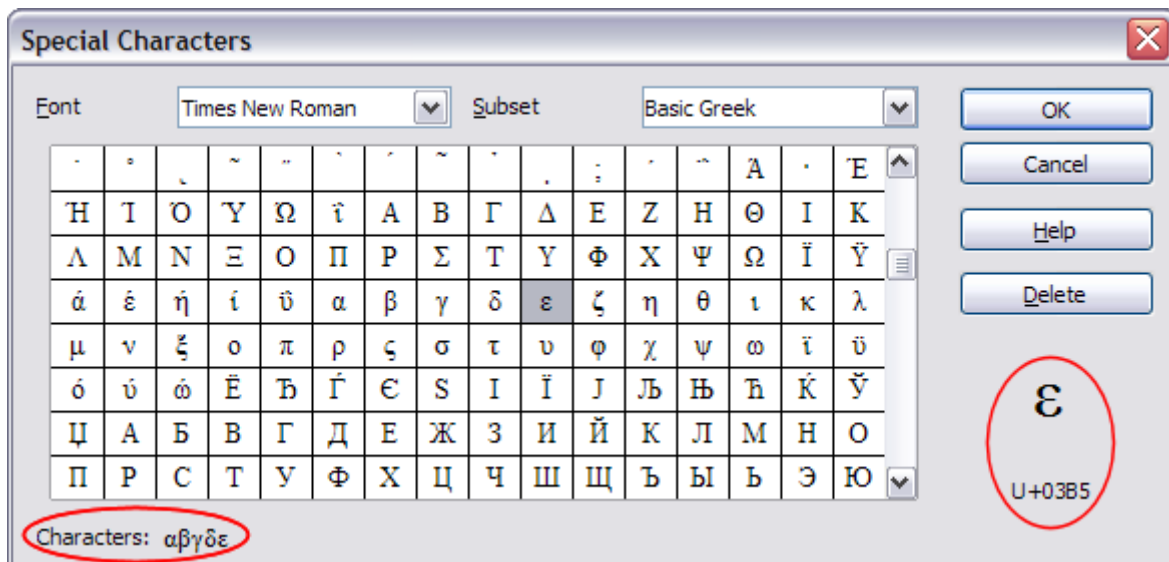 Special Characters
Font Times New Roman Subset Basic Greek OK
˙ ˚ ˛ ˜ ˝ ; ΄ ΅ Ά · Έ Cancel
Ή Ί Ό Ύ Ώ ΐ Α Β Γ Δ Ε Ζ Η Θ Ι Κ Help
Λ Μ Ν Ξ Ο Π Ρ Σ Τ Υ Φ Χ Ψ Ω Ϊ Ϋ
ά έ ή ί ΰ α β γ δ ε ζ η θ ι κ λ Delete
μ ν ξ ο π ρ ς σ τ υ φ χ ψ ω ϊ ϋ
ό ύ ώ Ё Ђ Ѓ Є Ѕ І Ї Ј Љ Њ Ћ Ќ Ў ε
Џ А Б В Г Д Е Ж З И Й К Л М Н О
П Р С Т У Ф Х Ц Ч Ш Щ Ъ Ы Ь Э Ю U+03B5
Characters: αβγδε